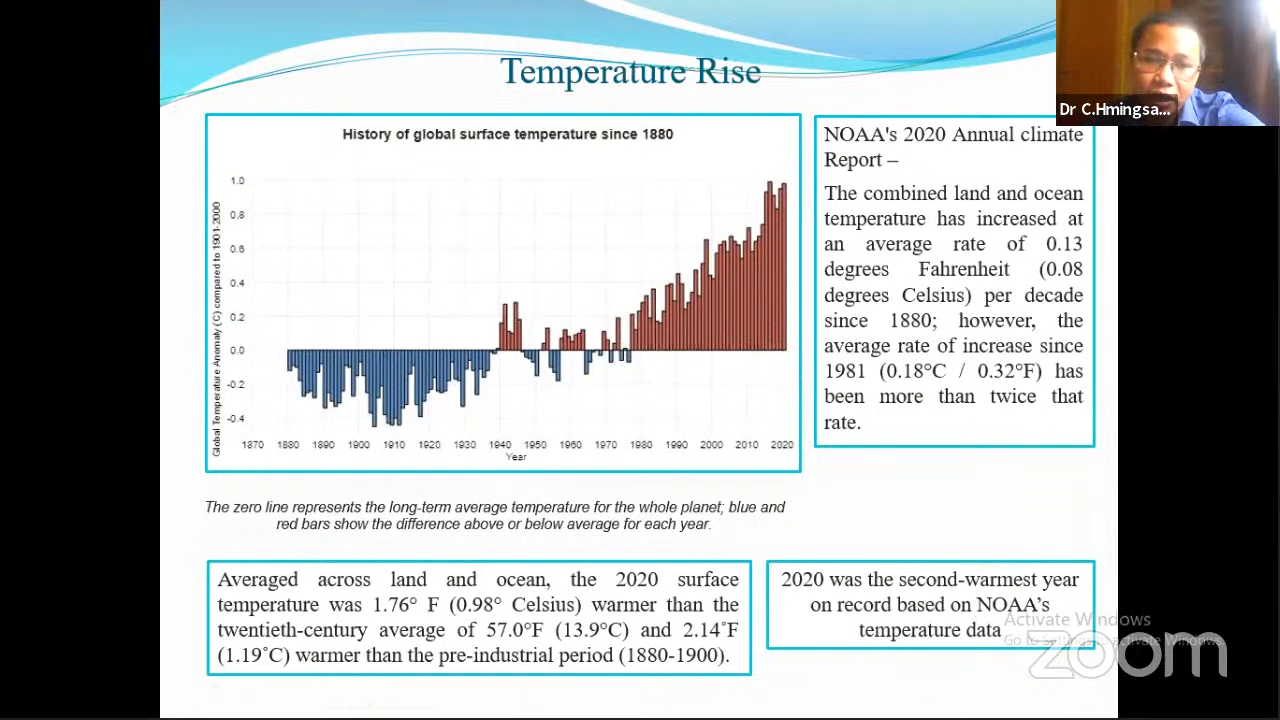 Temperature Rise
Dr C.Hmingsa...
History of global surface temperature since 1880
Global Temperature Anomaly (C) compared to 1901-2000
1.0
0.8
0.6
0.4
0.2
0.0
-0.2
-0.4
1870 1880 1890 1900 1910 1920 1930 1940 1950 1960 1970 1980 1990 2000 2010 2020
Year
NOAA's 2020 Annual climate
Report –
The combined land and ocean
temperature has increased at
an average rate of 0.13
degrees Fahrenheit (0.08
degrees Celsius) per decade
since 1880; however, the
average rate of increase since
1981 (0.18°C / 0.32°F) has
been more than twice that
rate.
The zero line represents the long-term average temperature for the whole planet; blue and
red bars show the difference above or below average for each year.
Averaged across land and ocean, the 2020 surface
temperature was 1.76° F (0.98° Celsius) warmer than the
twentieth-century average of 57.0°F (13.9°C) and 2.14˚F
(1.19˚C) warmer than the pre-industrial period (1880-1900).
2020 was the second-warmest year
on record based on NOAA’s
temperature data
Activate Windows
Go to Settings to activate Windows.
zoom